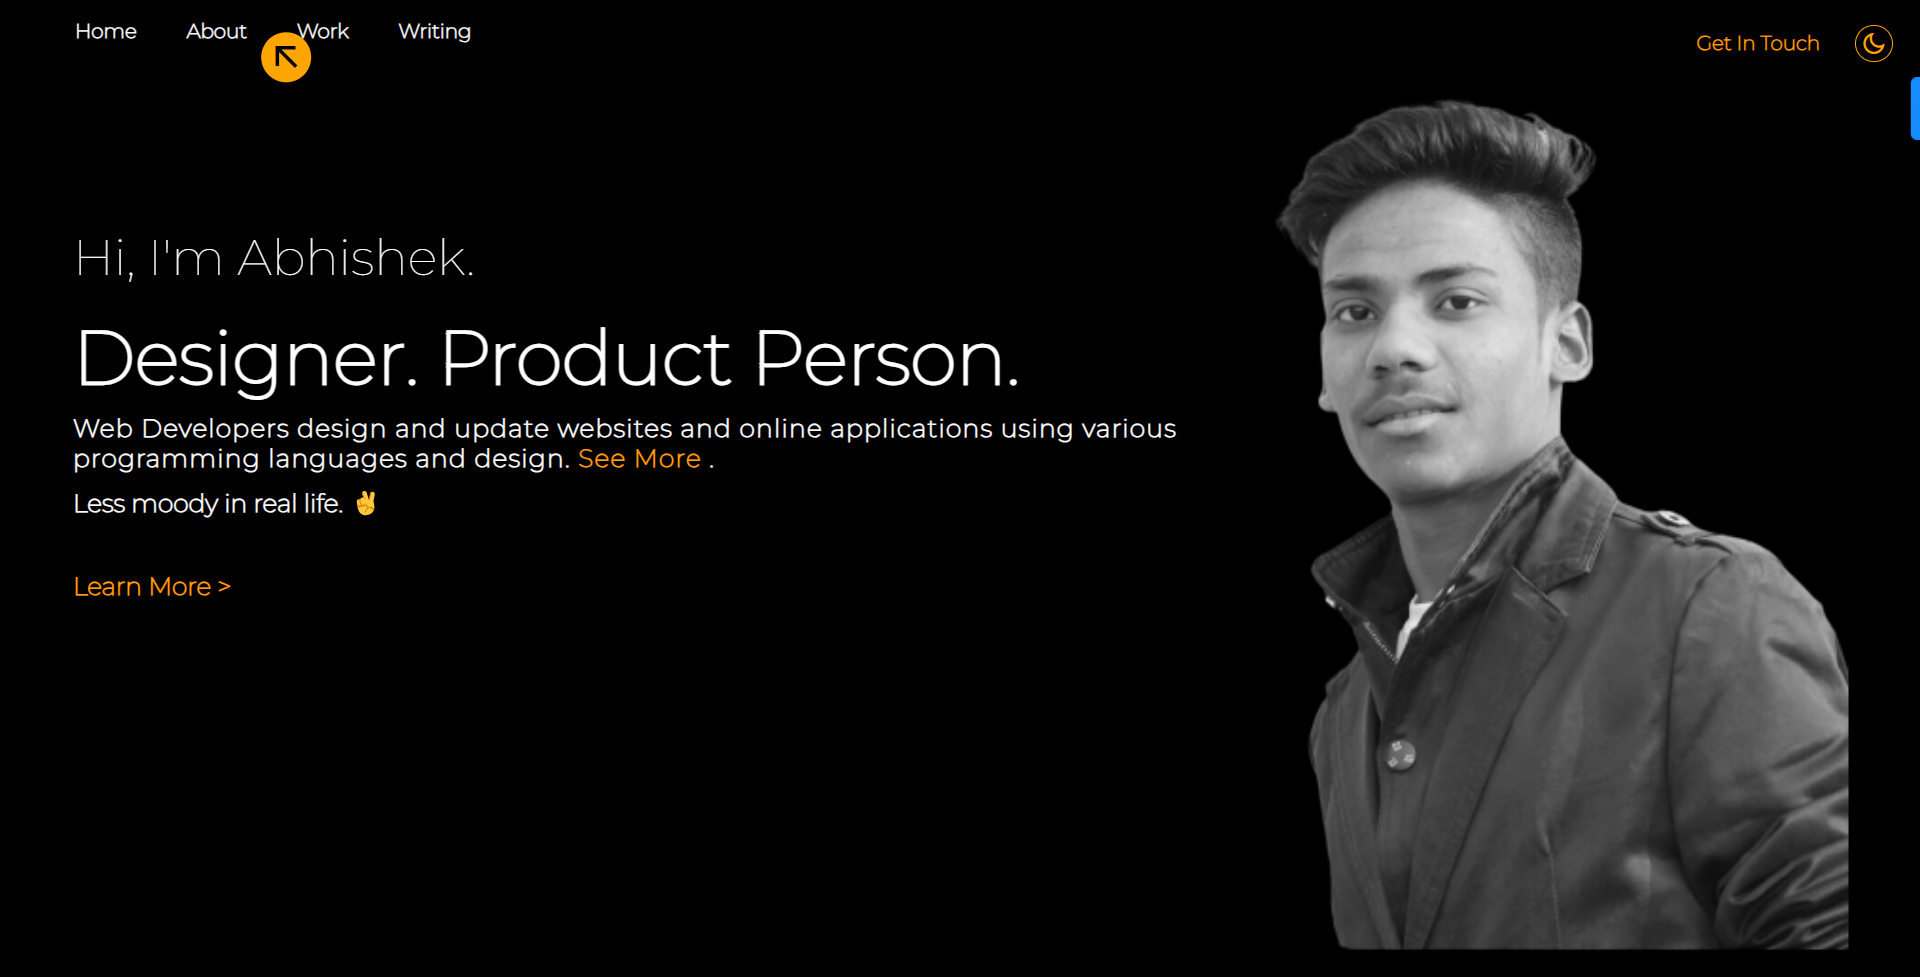 Home About Work Writing
Get In Touch
Hi, I'm Abhishek.
Designer. Product Person.
Web Developers design and update websites and online applications using various
programming languages and design. See More .
Less moody in real life. ✌
Learn More >